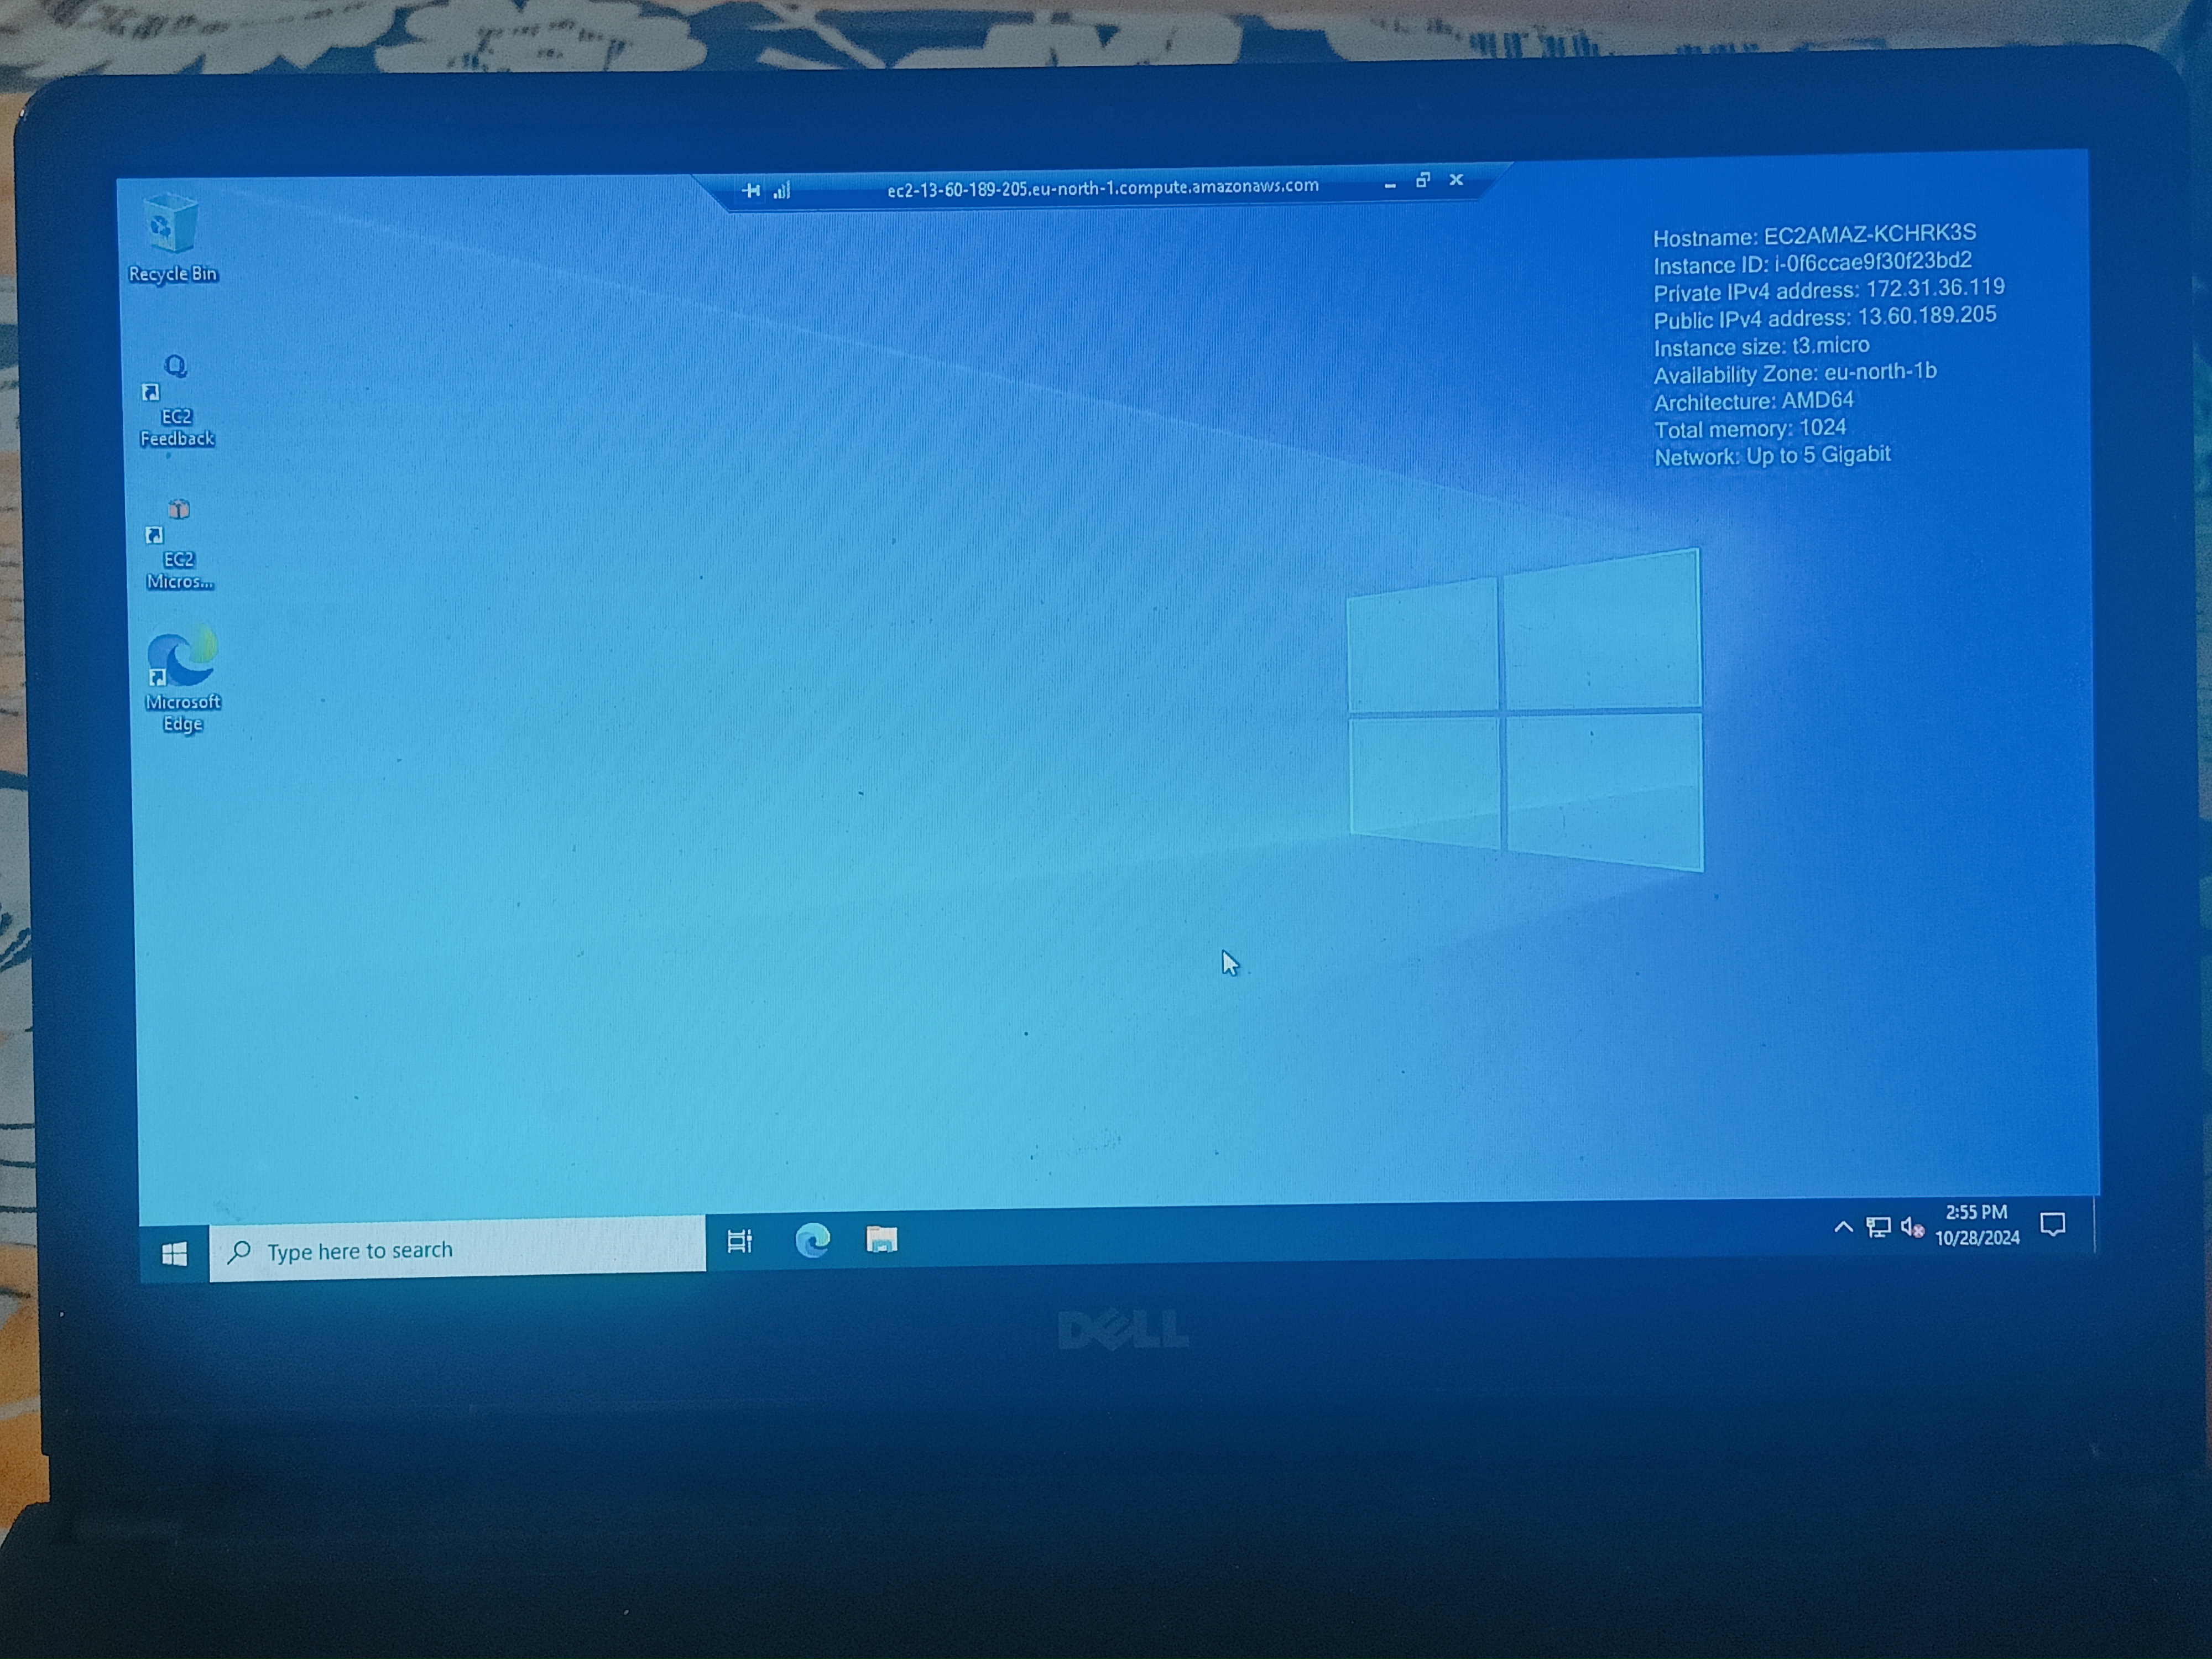 ec2-13-60-189-205.eu-north-1.compute.amazonaws.com
Recycle Bin
EC2
Feedback
EC2
Micros...
Microsoft
Edge
Hostname: EC2AMAZ-KCHRK3S
Instance ID: i-0f6ccae9f30f23bd2
Private IPv4 address: 172.31.36.119
Public IPv4 address: 13.60.189.205
Instance size: t3.micro
Availability Zone: eu-north-1b
Architecture: AMD64
Total memory: 1024
Network: Up to 5 Gigabit
Type here to search
2:55 PM
10/28/2024
DELL